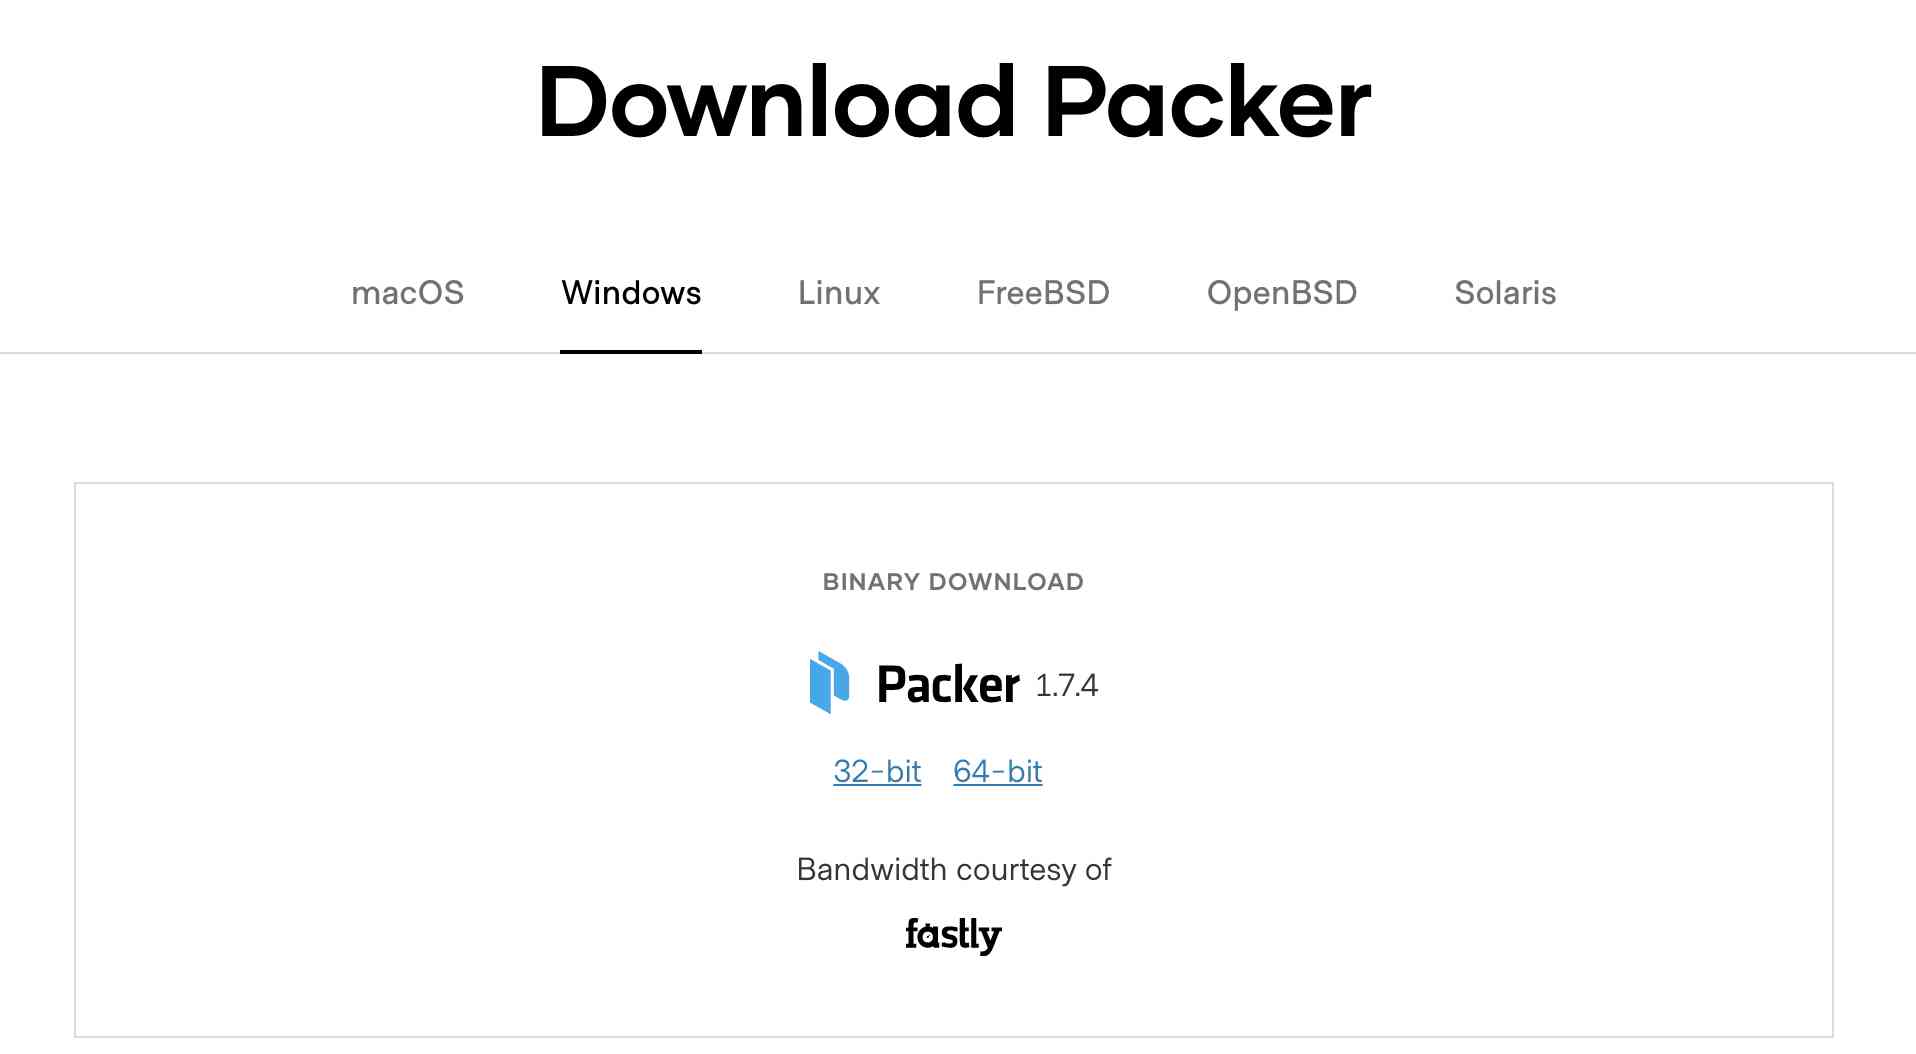 Download Packer
macOS Windows Linux FreeBSD OpenBSD Solaris
BINARY DOWNLOAD
Packer 1.7.4
32-bit 64-bit
Bandwidth courtesy of
fastly